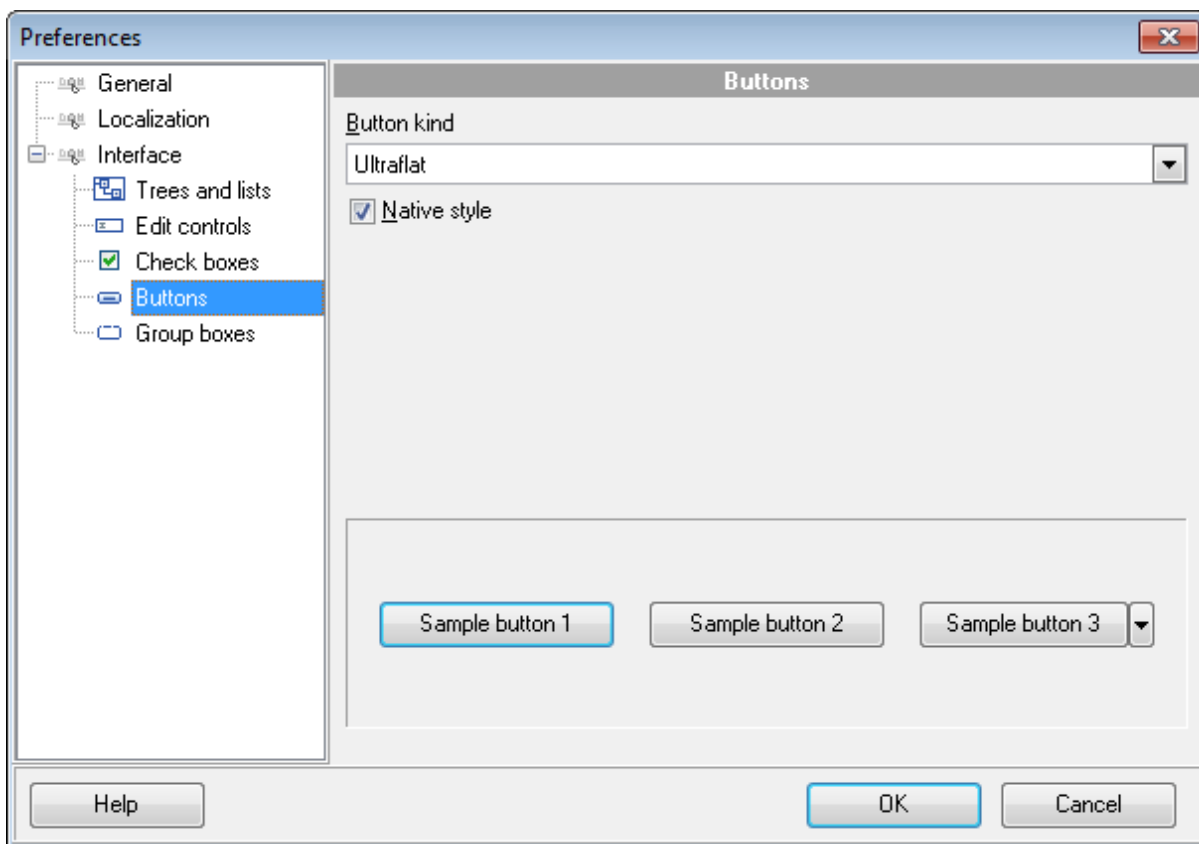 Preferences
General
Localization
Interface
Trees and lists
Edit controls
Check boxes
Buttons
Group boxes
Buttons
Button kind
Ultraflat
Native style
Sample button 1
Sample button 2
Sample button 3
Help
OK
Cancel